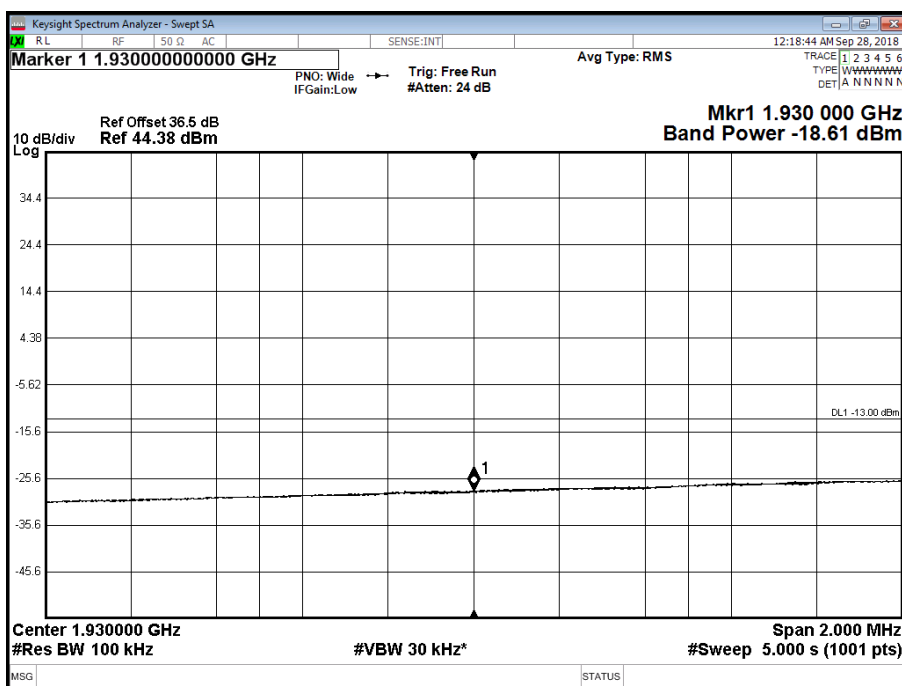 Keysight Spectrum Analyzer - Swept SA
LXI RL RF 50 Ω AC SENSE:INT 12:18:44 AM Sep 28, 2018
Marker 1 1.930000000000 GHz
PNO: Wide
IFGain:Low
Trig: Free Run
#Atten: 24 dB
Avg Type: RMS
TRACE 1 2 3 4 5 6
TYPE WWWWWW
DET A N N N N N
Mkr1 1.930 000 GHz
Band Power -18.61 dBm
Ref Offset 36.5 dB
10 dB/div Ref 44.38 dBm
Log
34.4
24.4
14.4
4.38
-5.62
DL1 -13.00 dBm
-15.6
-25.6
1
-35.6
-45.6
Center 1.930000 GHz Span 2.000 MHz
#Res BW 100 kHz #VBW 30 kHz* #Sweep 5.000 s (1001 pts)
MSG STATUS